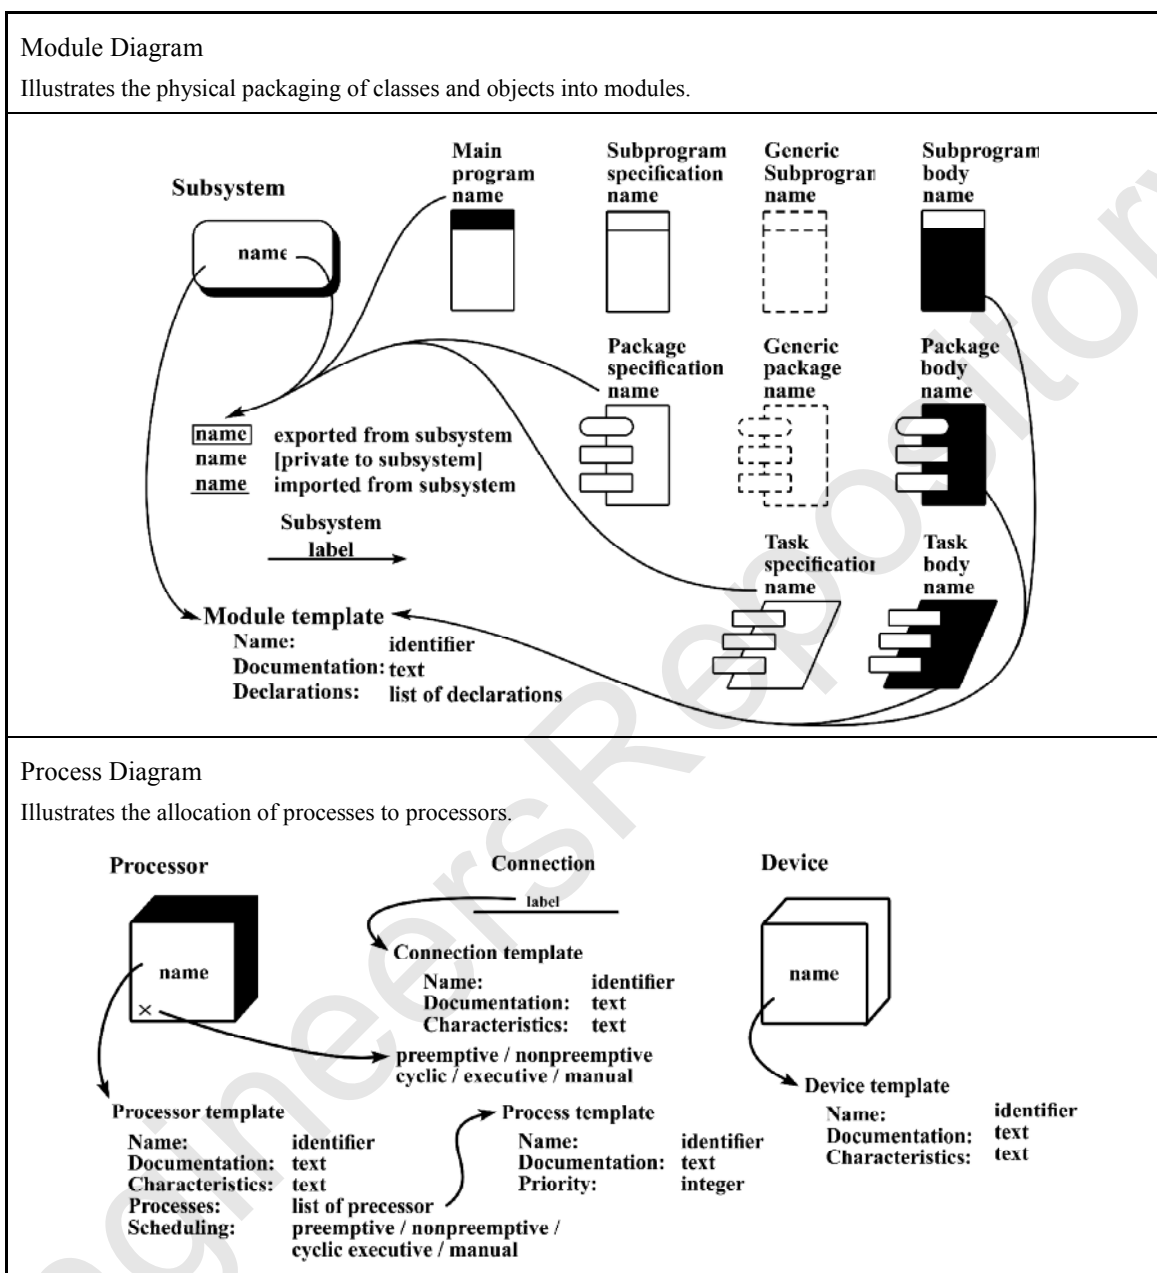 Module Diagram
Illustrates the physical packaging of classes and objects into modules.
Main program name
Subprogram specification name
Generic Subprogram name
Subprogram body name
Subsystem
name
Package specification name
Generic package name
Package body name
name exported from subsystem
name [private to subsystem]
name imported from subsystem
Subsystem
label
Task specification name
Task body name
Module template
Name: identifier
Documentation: text
Declarations: list of declarations
Process Diagram
Illustrates the allocation of processes to processors.
Processor
Connection
Device
label
name
name
Connection template
Name: identifier
Documentation: text
Characteristics: text
preemptive / nonpreemptive
cyclic / executive / manual
Processor template
Name: identifier
Documentation: text
Characteristics: text
Processes: list of precessor
Scheduling: preemptive / nonpreemptive /
cyclic executive / manual
Process template
Name: identifier
Documentation: text
Priority: integer
Device template
Name: identifier
Documentation: text
Characteristics: text
gineersRepository